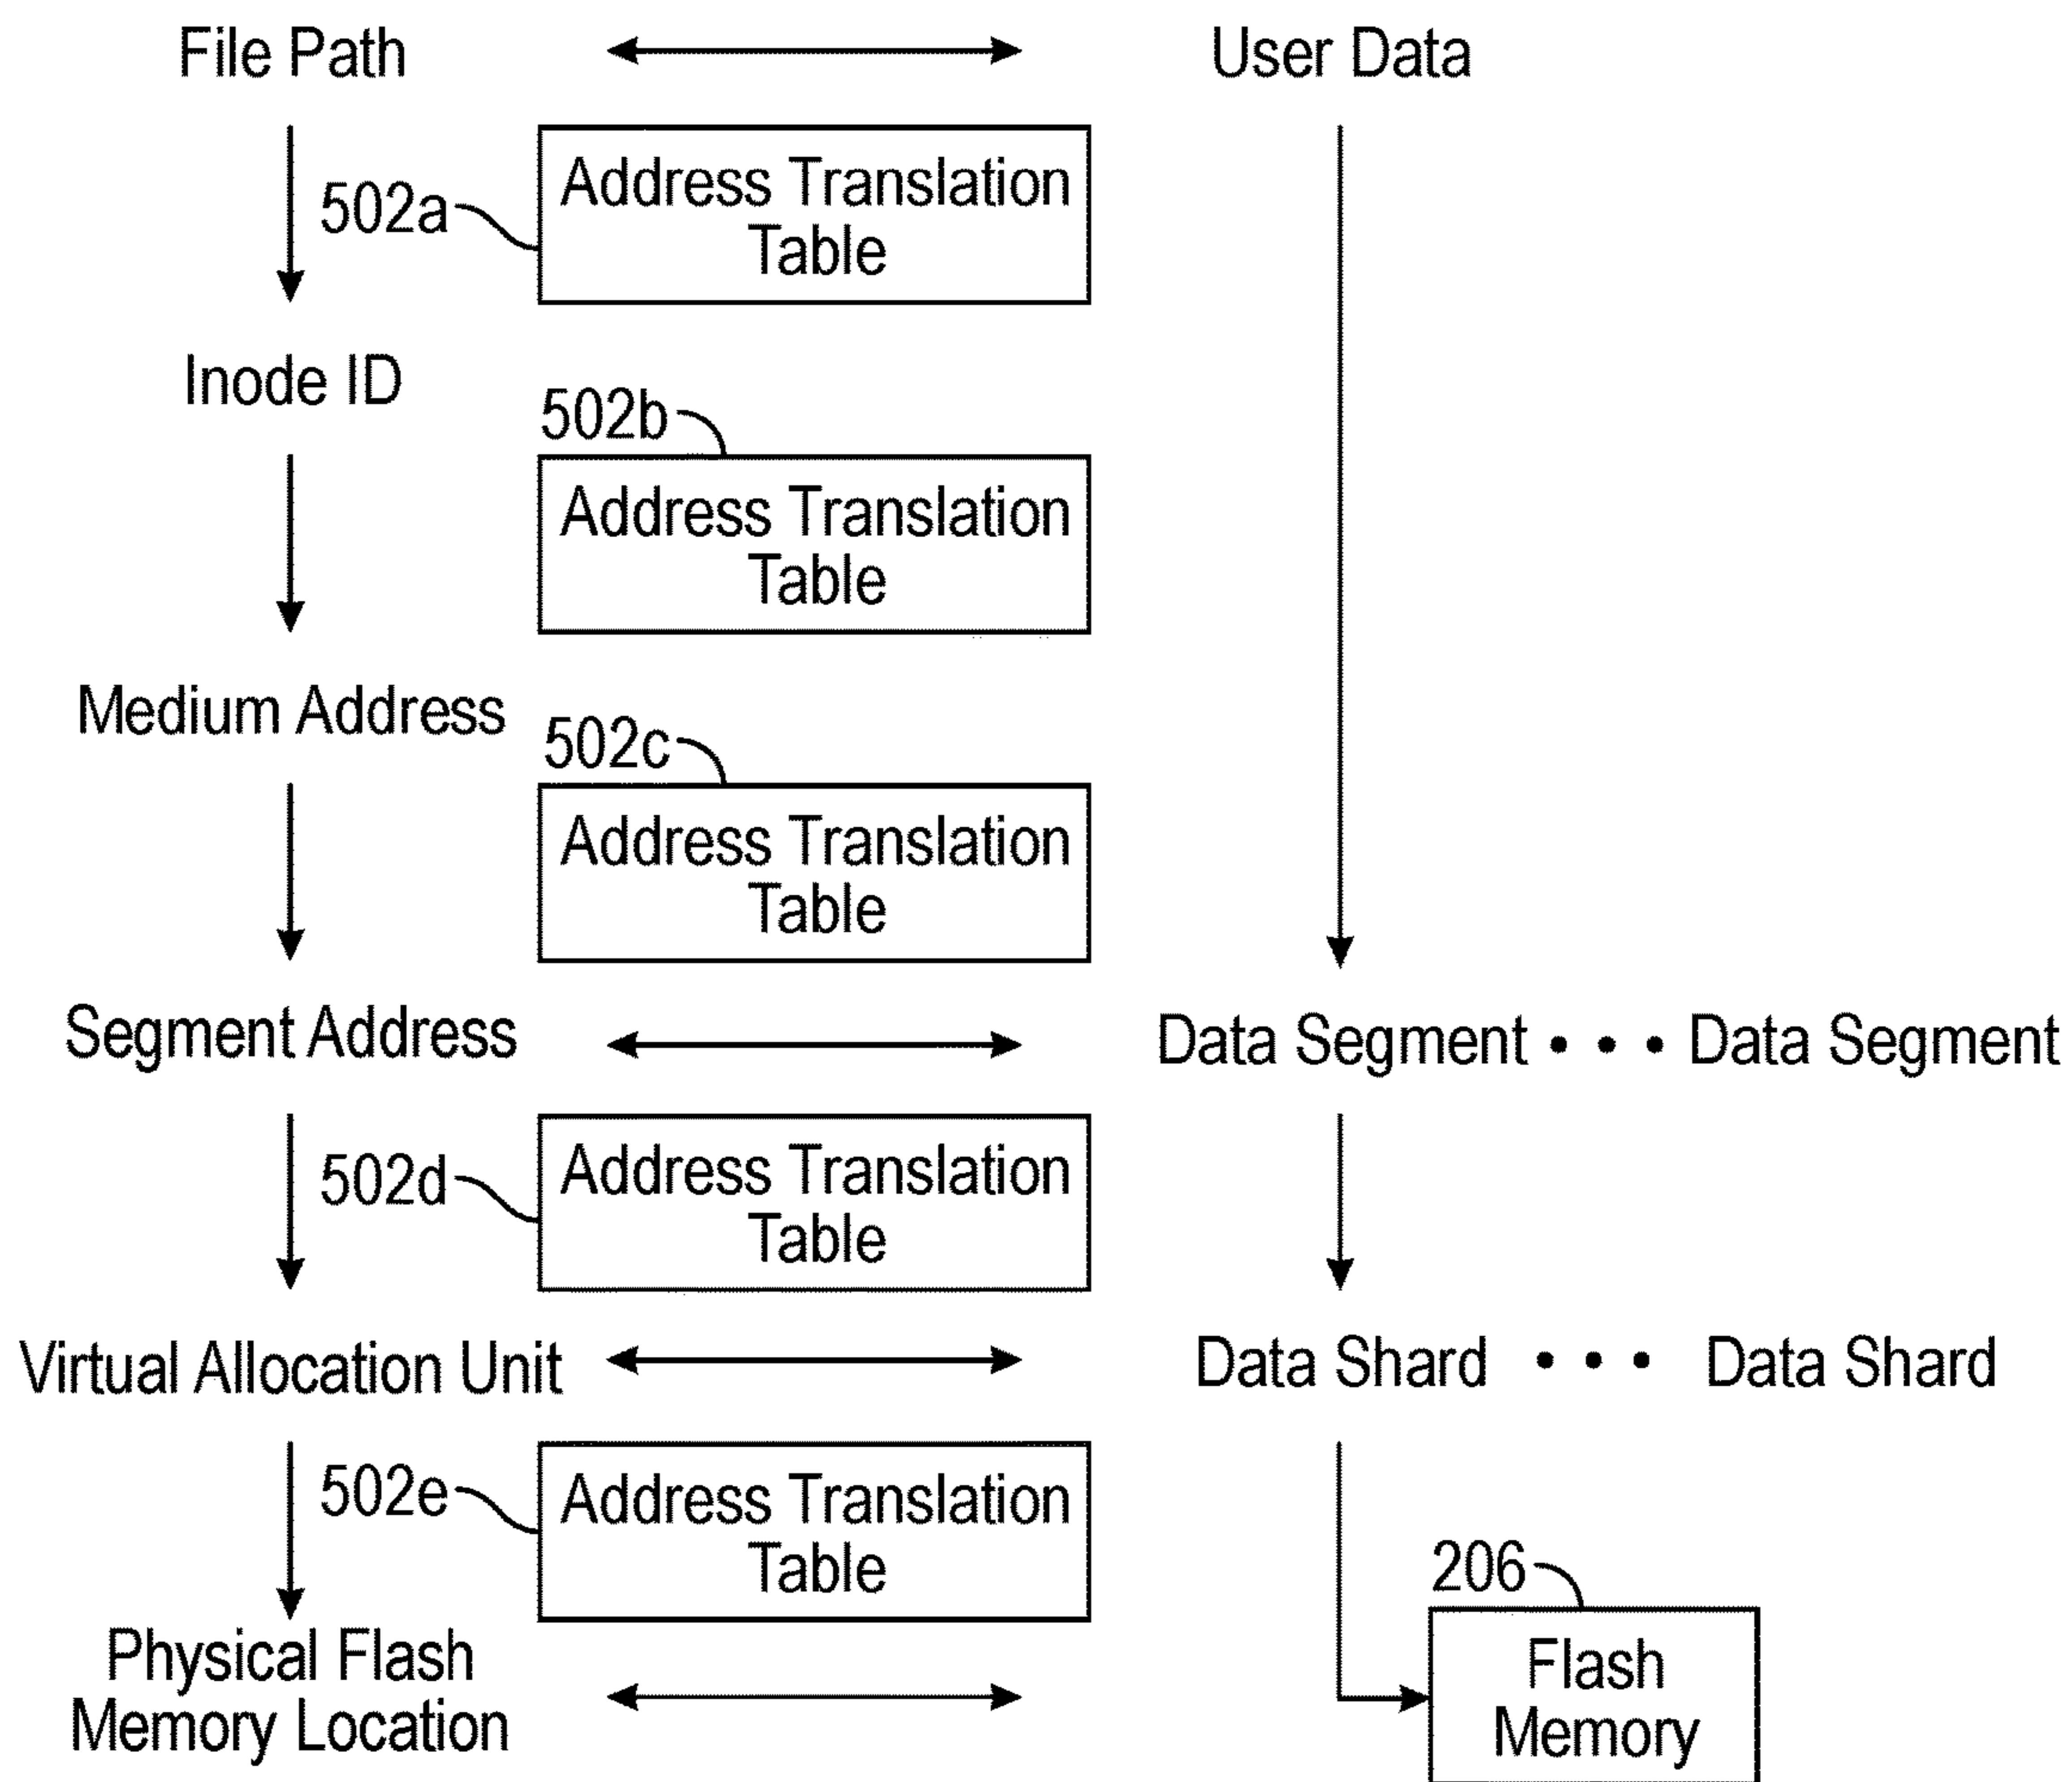 File Path
User Data
502a
Address Translation
Table
Inode ID
502b
Address Translation
Table
Medium Address
502c
Address Translation
Table
Segment Address
Data Segment • • • Data Segment
502d
Address Translation
Table
Virtual Allocation Unit
Data Shard • • • Data Shard
502e
Address Translation
Table
206
Physical Flash
Memory Location
Flash
Memory